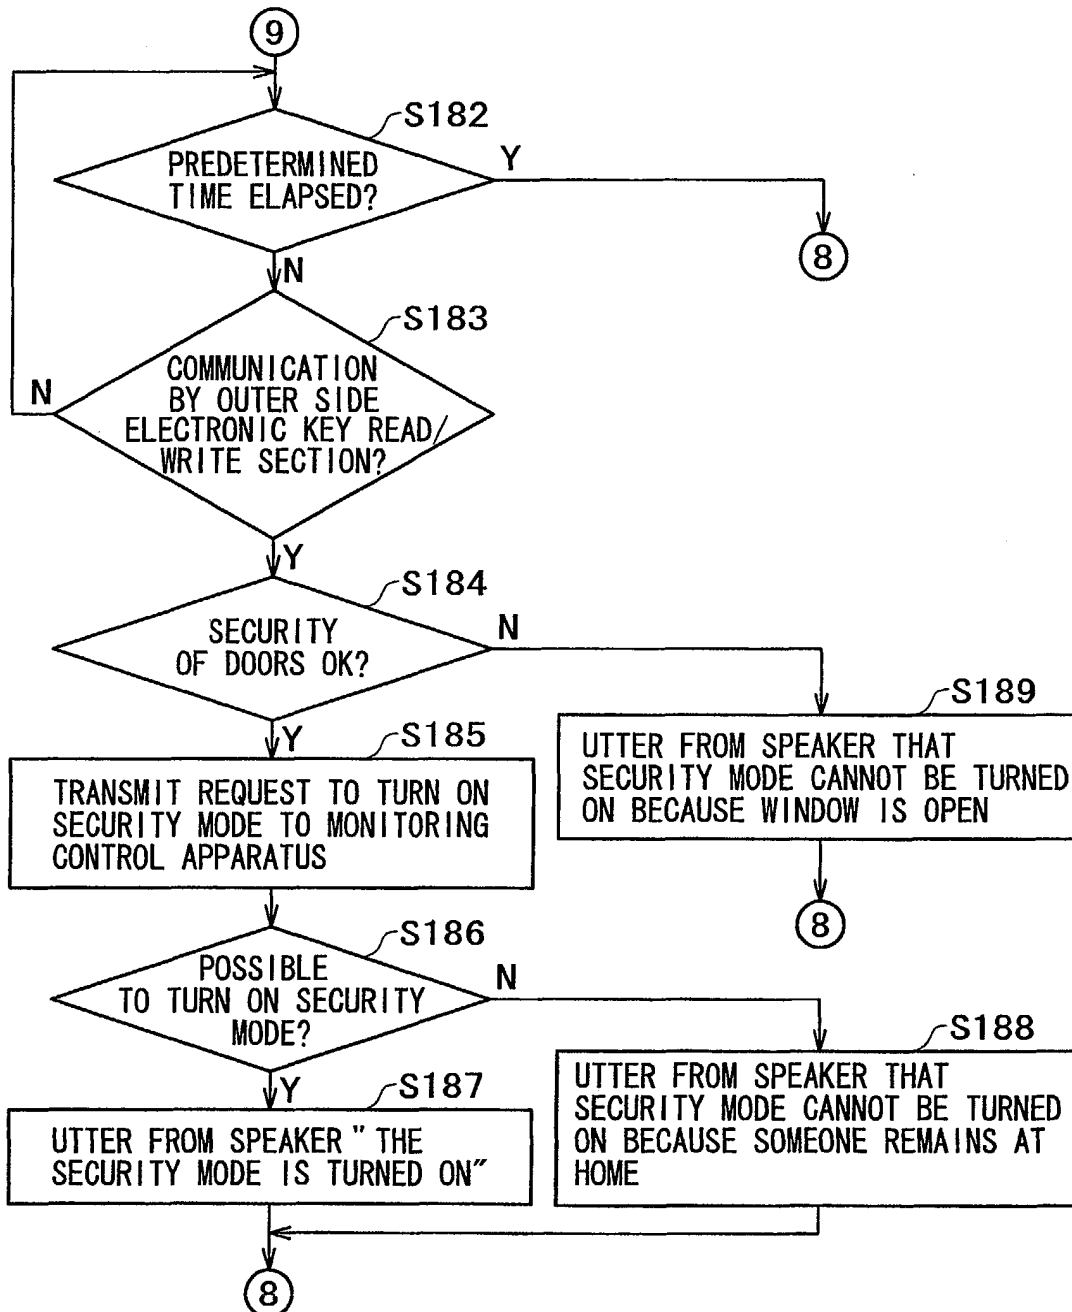 9
S182
PREDETERMINED
TIME ELAPSED?
Y
8
N
S183
COMMUNICATION
BY OUTER SIDE
ELECTRONIC KEY READ/
WRITE SECTION?
N
Y
S184
SECURITY
OF DOORS OK?
N
S189
UTTER FROM SPEAKER THAT
SECURITY MODE CANNOT BE TURNED
ON BECAUSE WINDOW IS OPEN
8
Y
S185
TRANSMIT REQUEST TO TURN ON
SECURITY MODE TO MONITORING
CONTROL APPARATUS
S186
POSSIBLE
TO TURN ON SECURITY
MODE?
N
S188
UTTER FROM SPEAKER THAT
SECURITY MODE CANNOT BE TURNED
ON BECAUSE SOMEONE REMAINS AT
HOME
Y
S187
UTTER FROM SPEAKER " THE
SECURITY MODE IS TURNED ON"
8